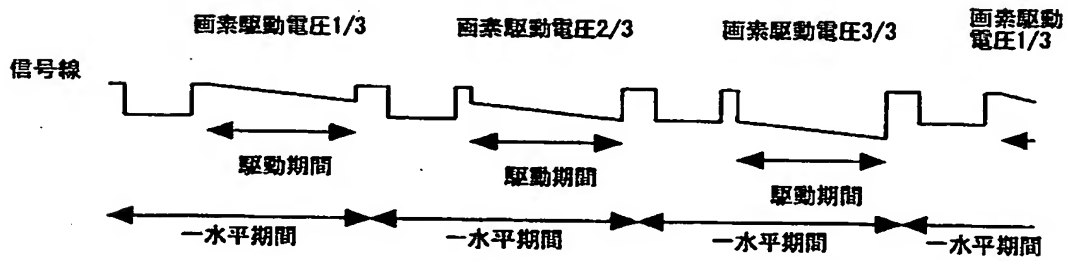 画素駆動電圧1/3
画素駆動電圧2/3
画素駆動電圧3/3
画素駆動
電圧1/3
信号線
駆動期間
駆動期間
駆動期間
一水平期間
一水平期間
一水平期間
一水平期間